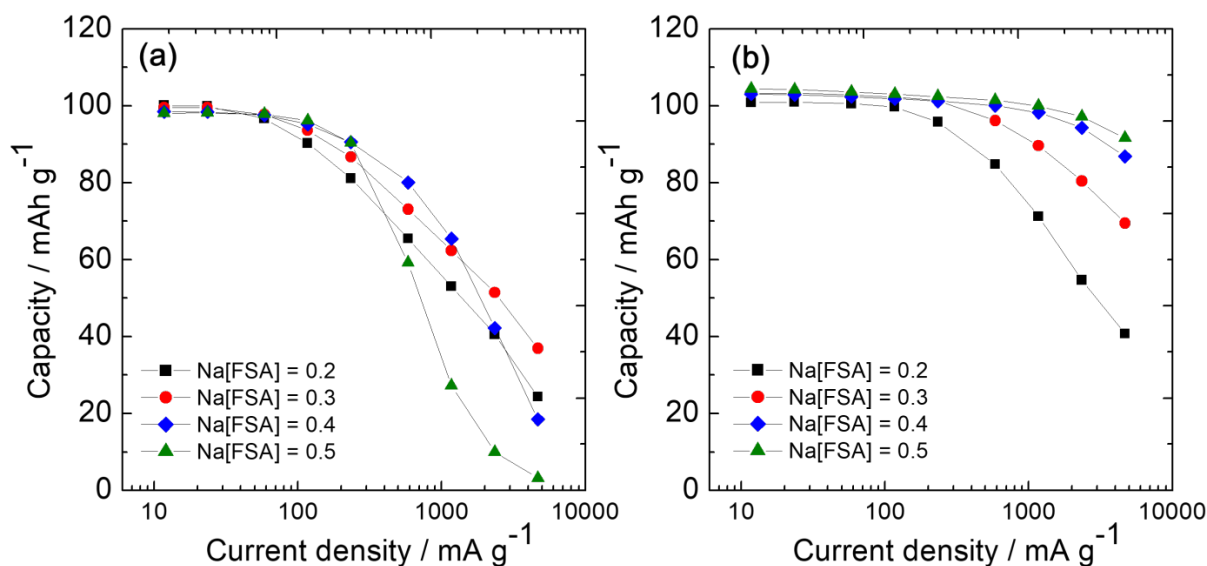 (a)
120
100
80
60
40
20
0
Capacity / mAh g⁻¹
Na[FSA] = 0.2
Na[FSA] = 0.3
Na[FSA] = 0.4
Na[FSA] = 0.5
10 100 1000 10000
Current density / mA g⁻¹
(b)
120
100
80
60
40
20
0
Capacity / mAh g⁻¹
Na[FSA] = 0.2
Na[FSA] = 0.3
Na[FSA] = 0.4
Na[FSA] = 0.5
10 100 1000 10000
Current density / mA g⁻¹